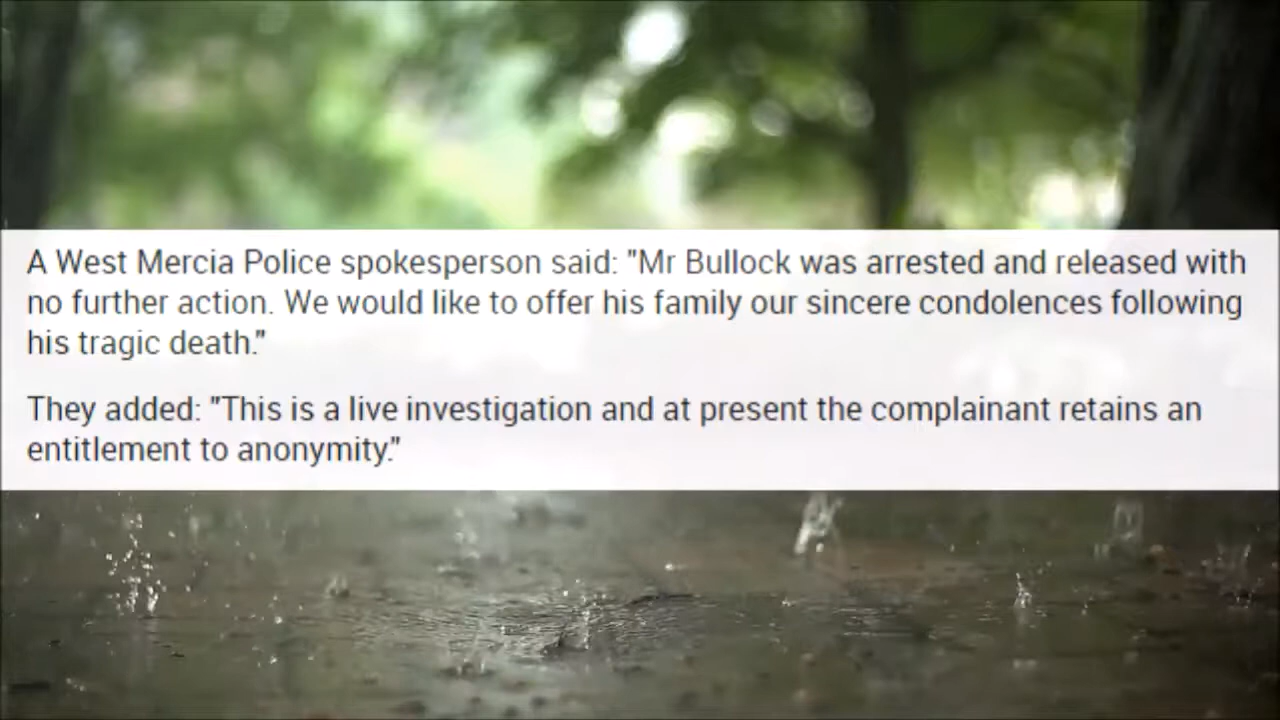 A West Mercia Police spokesperson said: "Mr Bullock was arrested and released with
no further action. We would like to offer his family our sincere condolences following
his tragic death."
They added: "This is a live investigation and at present the complainant retains an
entitlement to anonymity."